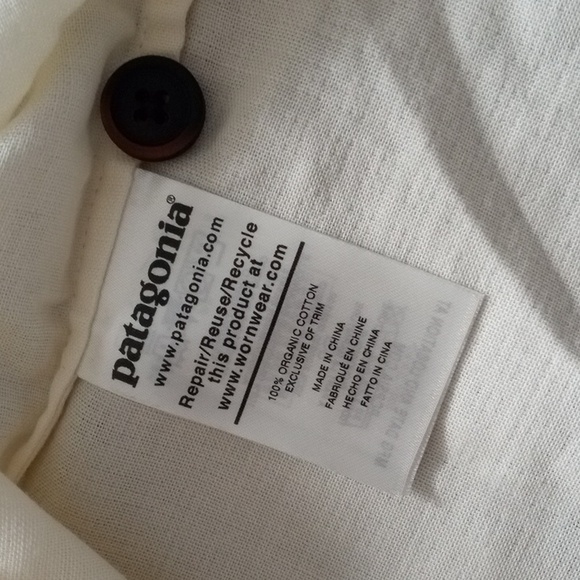 patagonia®
www.patagonia.com
Repair/Reuse/Recycle
this product at
www.wornwear.com
100% ORGANIC COTTON
EXCLUSIVE OF TRIM
MADE IN CHINA
FABRIQUÉ EN CHINE
HECHO EN CHINA
FATTO IN CINA